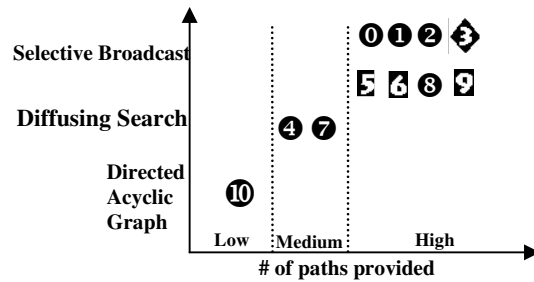 Selective Broadcast
0 1 2 3
5 6 8 9
Diffusing Search
4 7
Directed
Acyclic
Graph
10
Low Medium High
# of paths provided